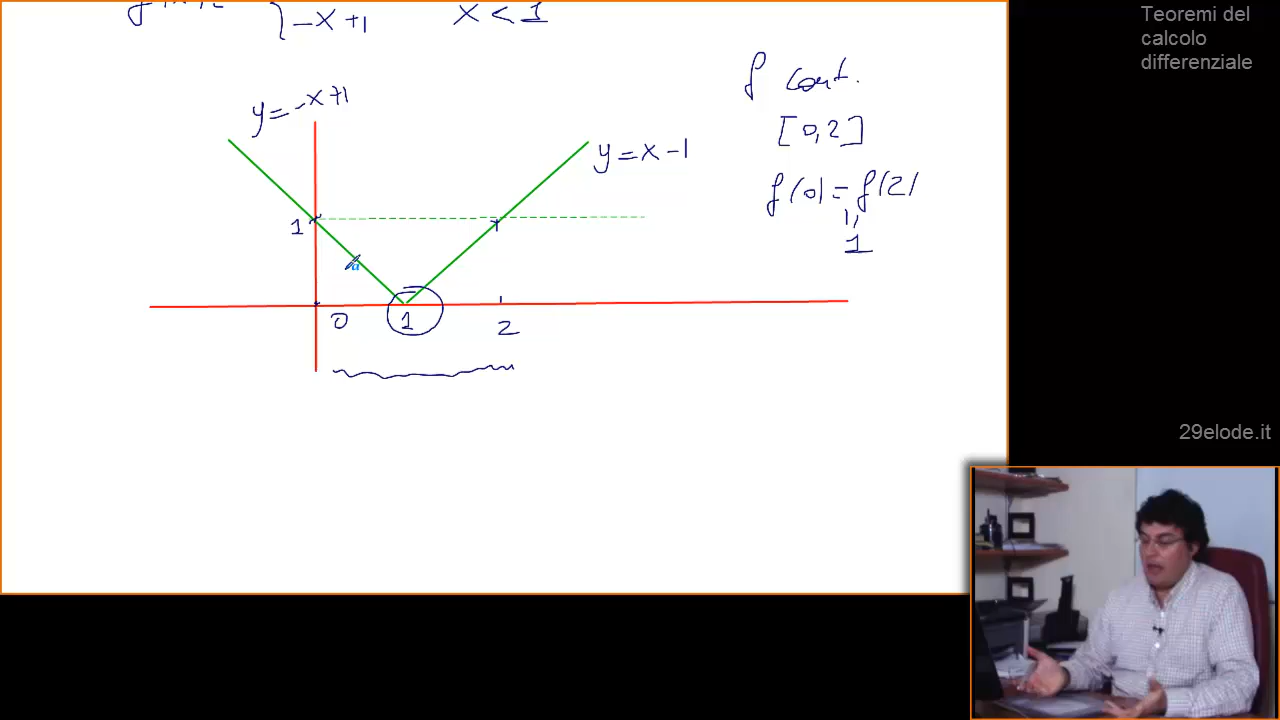 -x+1 x < 1
y=-x+1
f cont.
[0,2]
y=x-1
f(0)=f(2)
1
1
0 1 2
Teoremi del
calcolo
differenziale
29elode.it